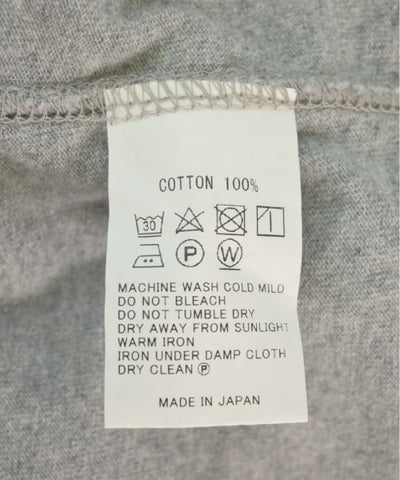 COTTON 100%
30
P W
MACHINE WASH COLD MILD
DO NOT BLEACH
DO NOT TUMBLE DRY
DRY AWAY FROM SUNLIGHT
WARM IRON
IRON UNDER DAMP CLOTH
DRY CLEAN Ⓟ
MADE IN JAPAN